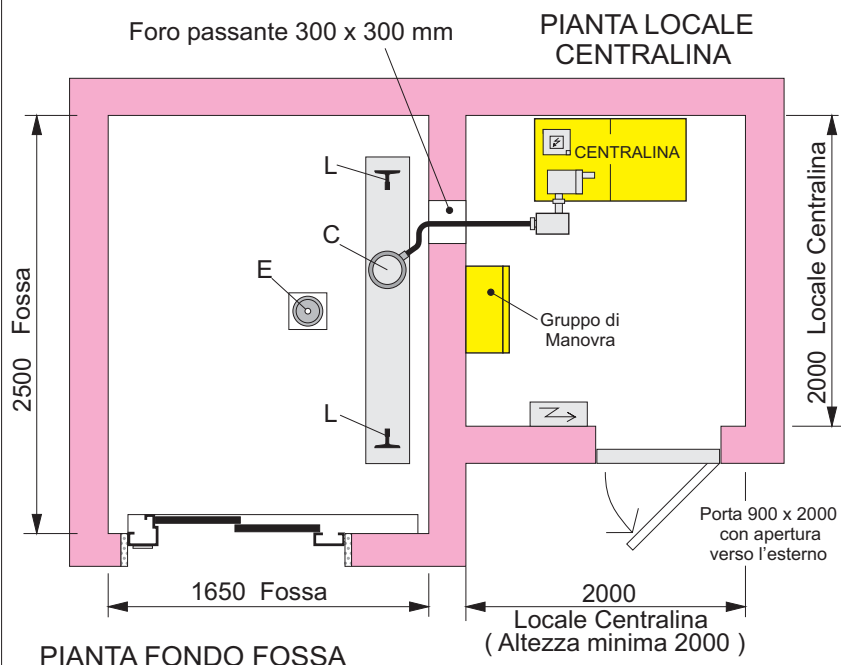 Foro passante 300 x 300 mm
PIANTA LOCALE
CENTRALINA
L
CENTRALINA
C
E
Gruppo di
Manovra
L
2500 Fossa
2000 Locale Centralina
Porta 900 x 2000
con apertura
verso l'esterno
1650 Fossa
2000
Locale Centralina
( Altezza minima 2000 )
PIANTA FONDO FOSSA